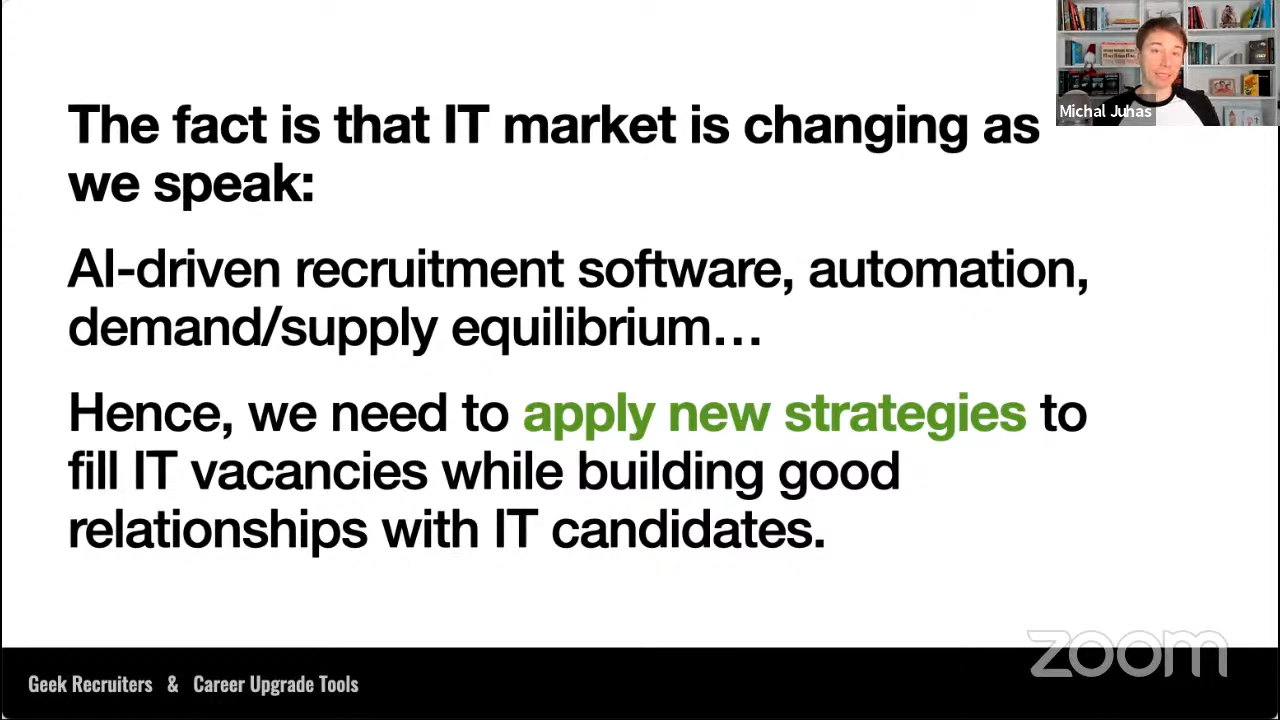 The fact is that IT market is changing as
we speak:
AI-driven recruitment software, automation,
demand/supply equilibrium...
Hence, we need to apply new strategies to
fill IT vacancies while building good
relationships with IT candidates.
Michal Juhas
zoom
Geek Recruiters & Career Upgrade Tools